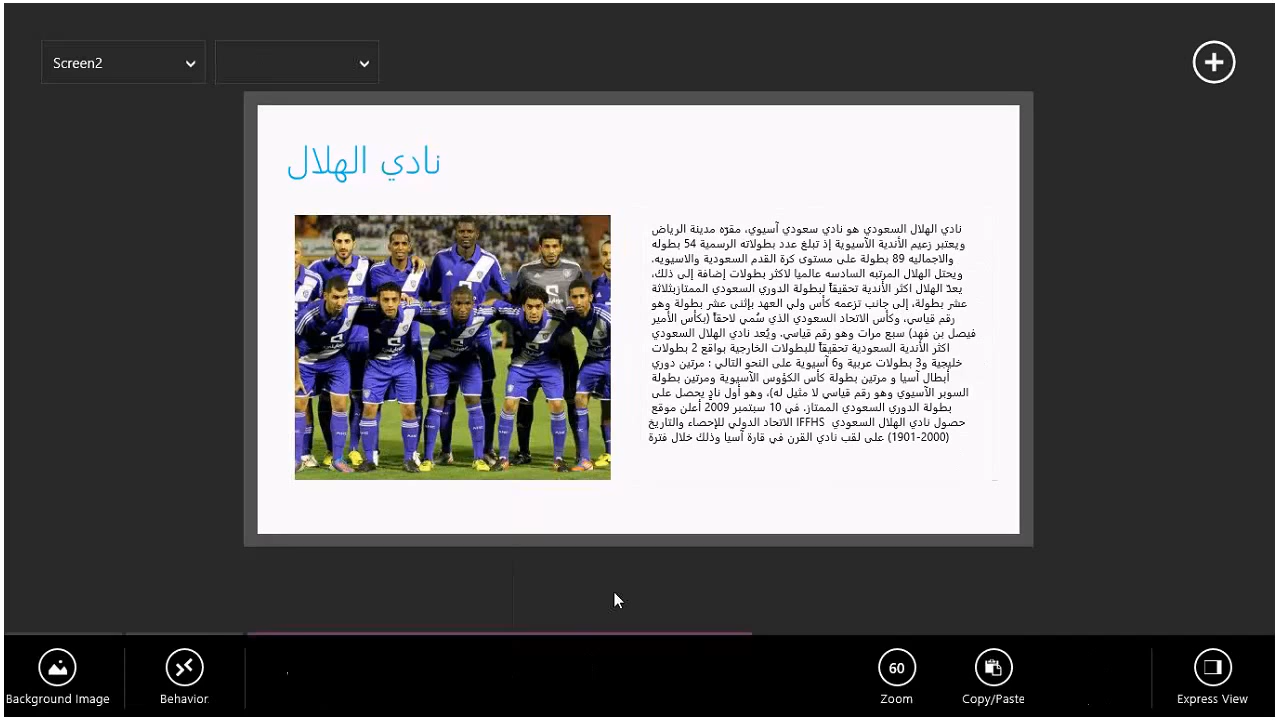 Screen2
نادي الهلال
نادي الهلال السعودي هو نادي سعودي آسيوي، مقرّه مدينة الرياض
ويعتبر زعيم الأندية الآسيوية إذ تبلغ عدد بطولاته الرسمية 54 بطوله
والاجماليه 89 بطولة على مستوى كرة القدم السعودية والاسيويه.
ويحتل الهلال المرتبه السادسه عالميا لاكثر بطولات إضافة إلى ذلك،
يعدّ الهلال اكثر الأندية تحقيقاً لبطولة الدوري السعودي الممتازبثلاثة
عشر بطولة، إلى جانب تزعمه كأس ولي العهد بإثنى عشر بطولة وهو
رقم قياسي، وكأس الاتحاد السعودي الذي سُمي لاحقاً (بكأس الأمير
فيصل بن فهد) سبع مرات وهو رقم قياسي. ويُعد نادي الهلال السعودي
اكثر الأندية السعودية تحقيقاً للبطولات الخارجية بواقع 2 بطولات
خليجية و3 بطولات عربية و6 آسيوية على النحو التالي : مرتين دوري
أبطال آسيا و مرتين بطولة كأس الكؤوس الآسيوية ومرتين بطولة
السوبر الآسيوي وهو رقم قياسي لا مثيل له)، وهو أول نادٍ يحصل على
بطولة الدوري السعودي الممتاز. في 10 سبتمبر 2009 أعلن موقع
حصول نادي الهلال السعودي IFFHS الاتحاد الدولي للإحصاء والتاريخ
(1901-2000) على لقب نادي القرن في قارة آسيا وذلك خلال فترة
Background Image
Behavior
60
Zoom
Copy/Paste
Express View